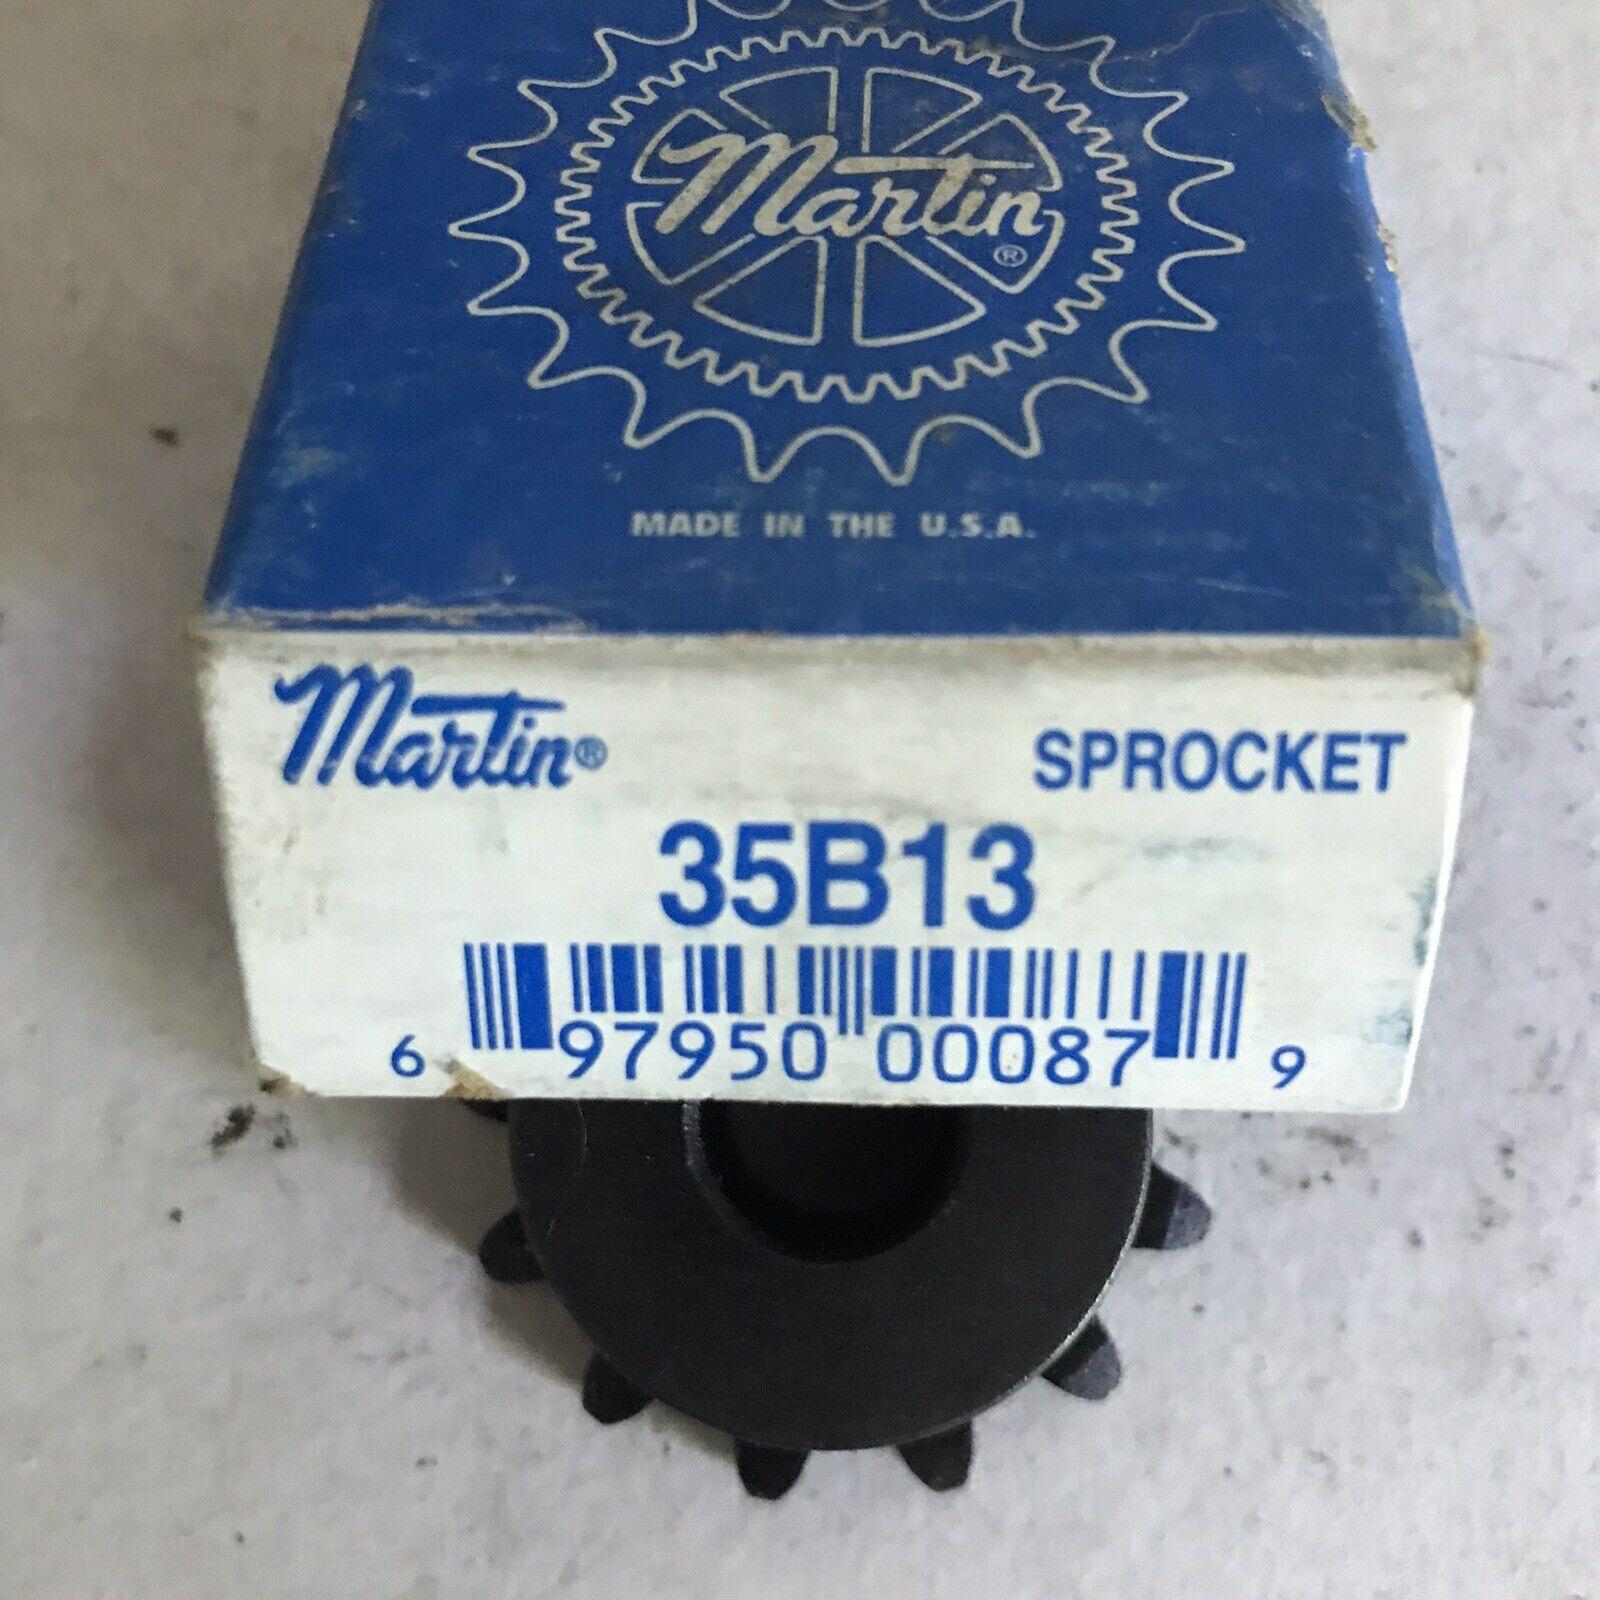 Martin®
MADE IN THE U.S.A.
Martin® SPROCKET
35B13
6 97950 00087 9